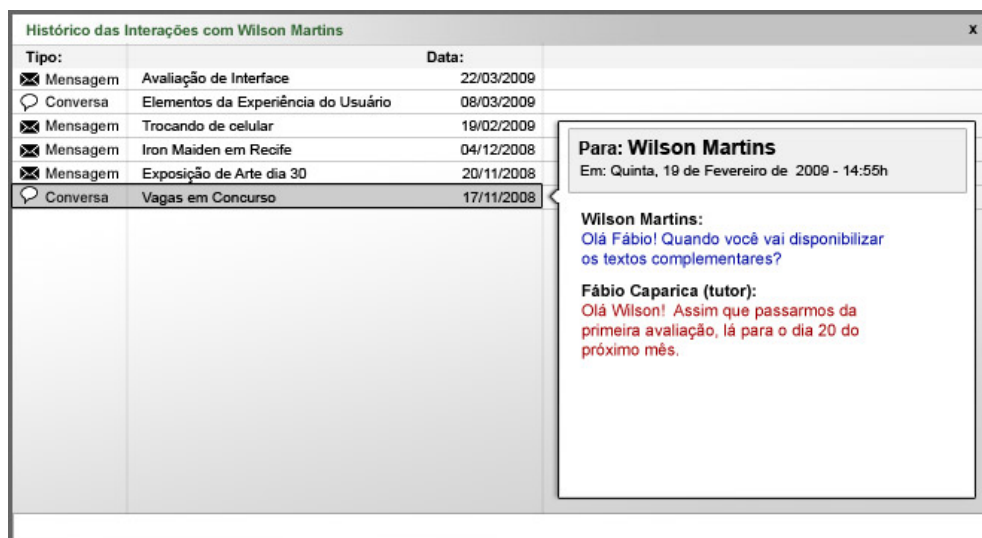 Histórico das Interações com Wilson Martins x
Tipo: Data:
Mensagem Avaliação de Interface 22/03/2009
Conversa Elementos da Experiência do Usuário 08/03/2009
Mensagem Trocando de celular 19/02/2009
Mensagem Iron Maiden em Recife 04/12/2008
Mensagem Exposição de Arte dia 30 20/11/2008
Conversa Vagas em Concurso 17/11/2008
Para: Wilson Martins
Em: Quinta, 19 de Fevereiro de 2009 - 14:55h
Wilson Martins:
Olá Fábio! Quando você vai disponibilizar
os textos complementares?
Fábio Caparica (tutor):
Olá Wilson! Assim que passarmos da
primeira avaliação, lá para o dia 20 do
próximo mês.